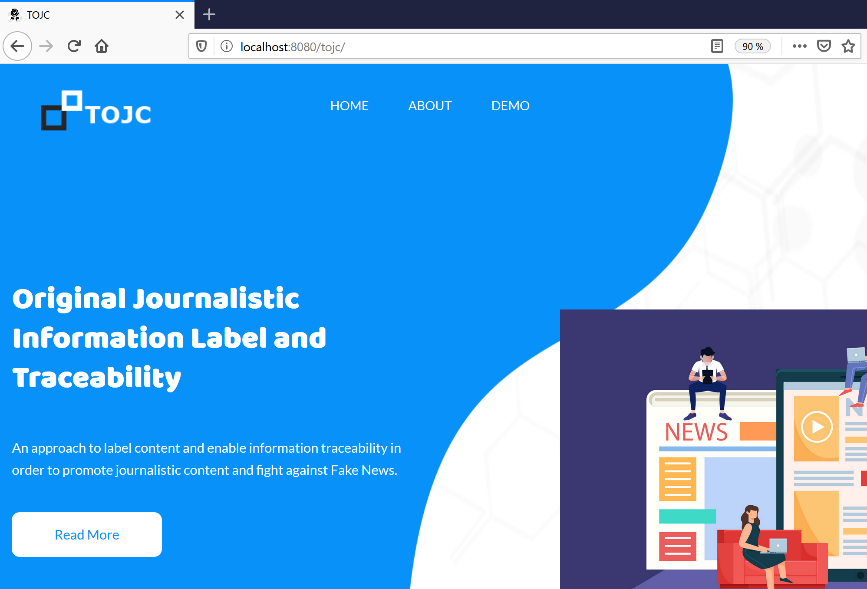 TOJC
localhost:8080/tojc/
90 %
TOJC
HOME
ABOUT
DEMO
Original Journalistic
Information Label and
Traceability
An approach to label content and enable information traceability in
order to promote journalistic content and fight against Fake News.
Read More
NEWS